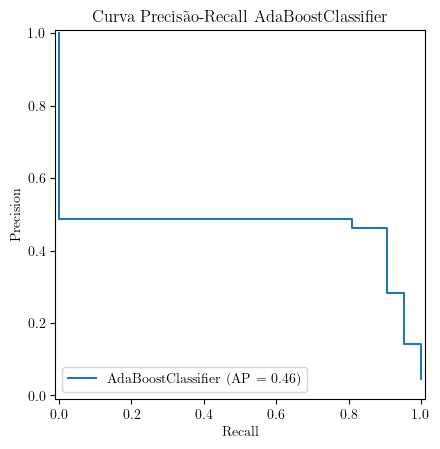 Curva Precisão-Recall AdaBoostClassifier
1.0
0.8
0.6
0.4
0.2
0.0
Precision
AdaBoostClassifier (AP = 0.46)
0.0 0.2 0.4 0.6 0.8 1.0
Recall